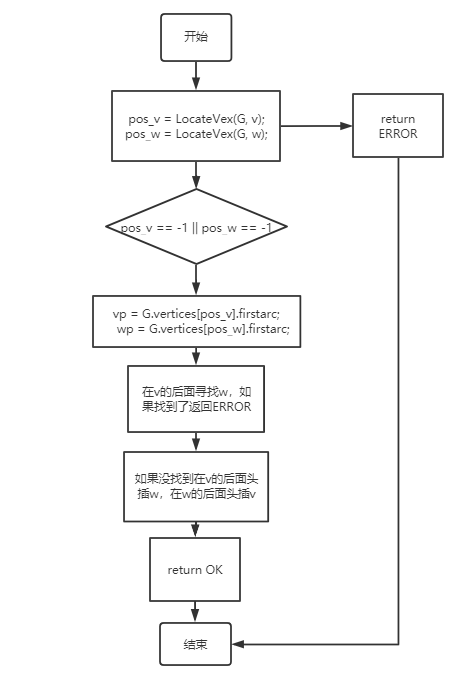 开始
pos_v = LocateVex(G, v);
pos_w = LocateVex(G, w);
return
ERROR
pos_v == -1 || pos_w == -1
vp = G.vertices[pos_v].firstarc;
wp = G.vertices[pos_w].firstarc;
在v的后面寻找w，如
果找到了返回ERROR
如果没找到在v的后面头
插w，在w的后面头插v
return OK
结束